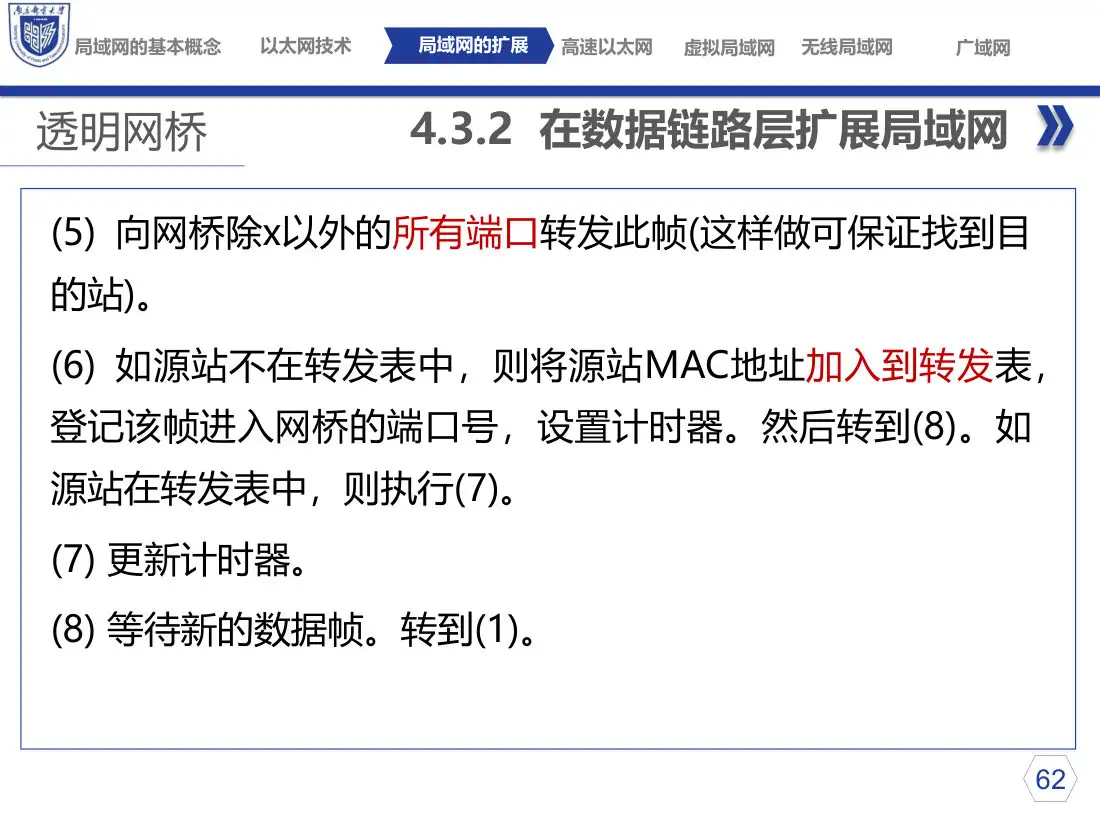 局域网的基本概念 以太网技术 局域网的扩展 高速以太网 虚拟局域网 无线局域网 广域网
透明网桥 4.3.2 在数据链路层扩展局域网
(5) 向网桥除x以外的所有端口转发此帧(这样做可保证找到目
的站)。
(6) 如源站不在转发表中，则将源站MAC地址加入到转发表，
登记该帧进入网桥的端口号，设置计时器。然后转到(8)。如
源站在转发表中，则执行(7)。
(7) 更新计时器。
(8) 等待新的数据帧。转到(1)。
62